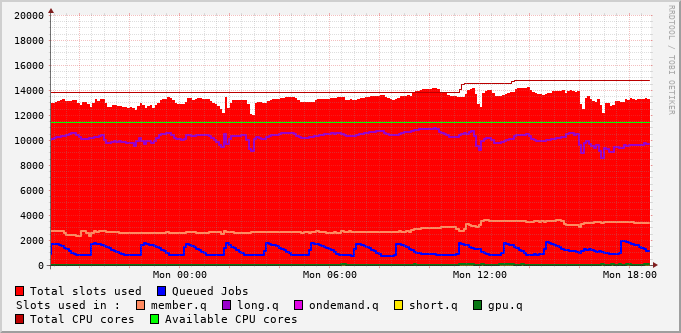 RRDTOOL / TOBI OETIKER
20000
18000
16000
14000
12000
10000
8000
6000
4000
2000
0
Mon 00:00 Mon 06:00 Mon 12:00 Mon 18:00
Total slots used Queued Jobs
Slots used in : member.q long.q ondemand.q short.q gpu.q
Total CPU cores Available CPU cores